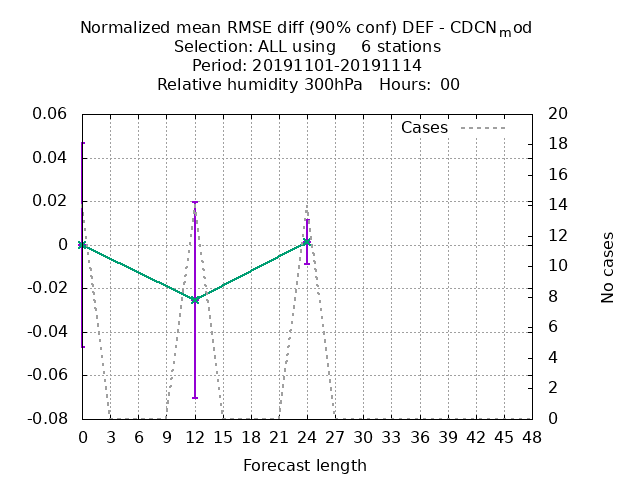 Normalized mean RMSE diff (90% conf) DEF - CDCN_mod
Selection: ALL using 6 stations
Period: 20191101-20191114
Relative humidity 300hPa Hours: 00
Cases
0.06
0.04
0.02
0
-0.02
-0.04
-0.06
-0.08
20
18
16
14
12
10
8
6
4
2
0
No cases
0 3 6 9 12 15 18 21 24 27 30 33 36 39 42 45 48
Forecast length